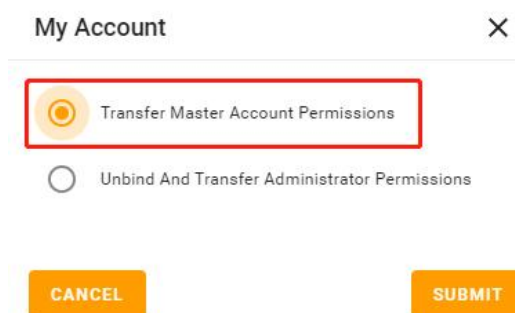 My Account
Transfer Master Account Permissions
Unbind And Transfer Administrator Permissions
CANCEL
SUBMIT